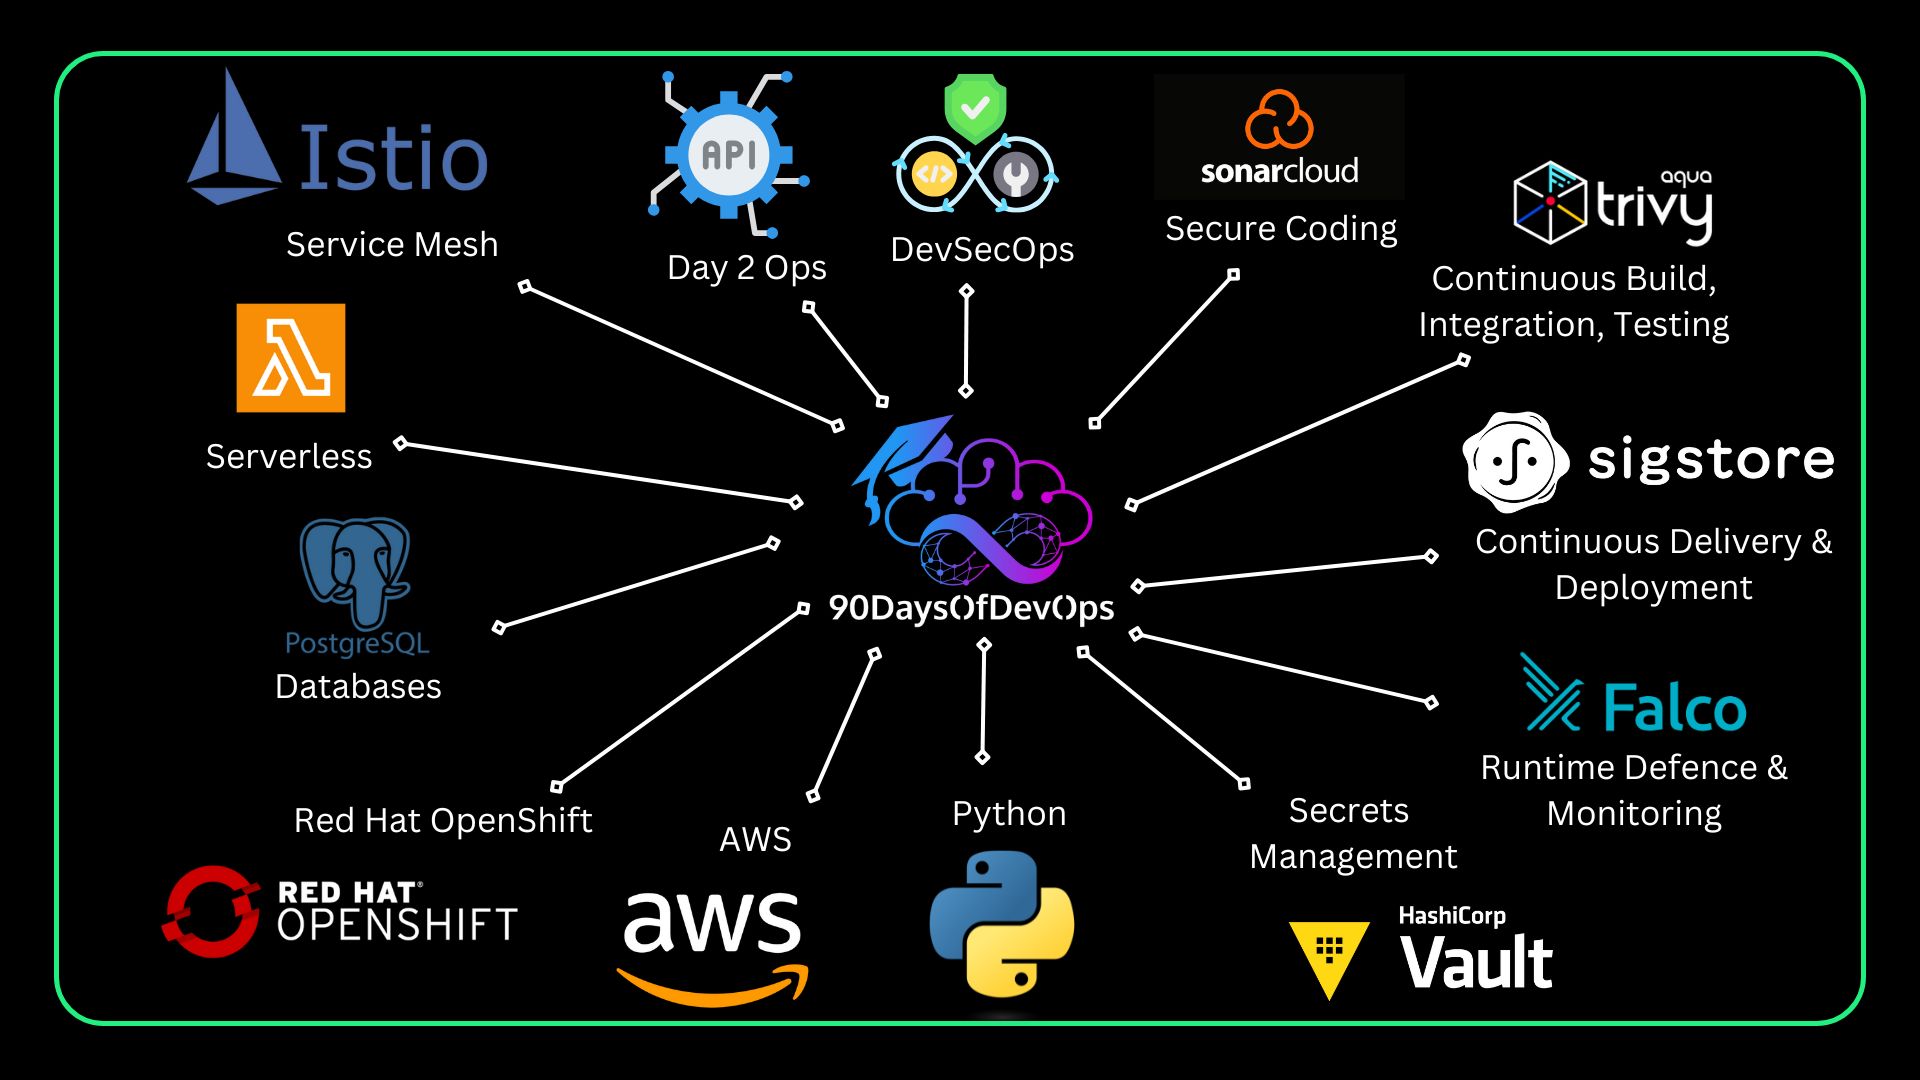 Istio
Service Mesh
API
Day 2 Ops
</>
DevSecOps
sonarcloud
Secure Coding
aqua
trivy
Continuous Build,
Integration, Testing
Serverless
sigstore
Continuous Delivery &
Deployment
PostgreSQL
Databases
90DaysOfDevOps
Falco
Runtime Defence &
Monitoring
Red Hat OpenShift
RED HAT®
OPENSHIFT
AWS
aws
Python
Secrets
Management
HashiCorp
Vault